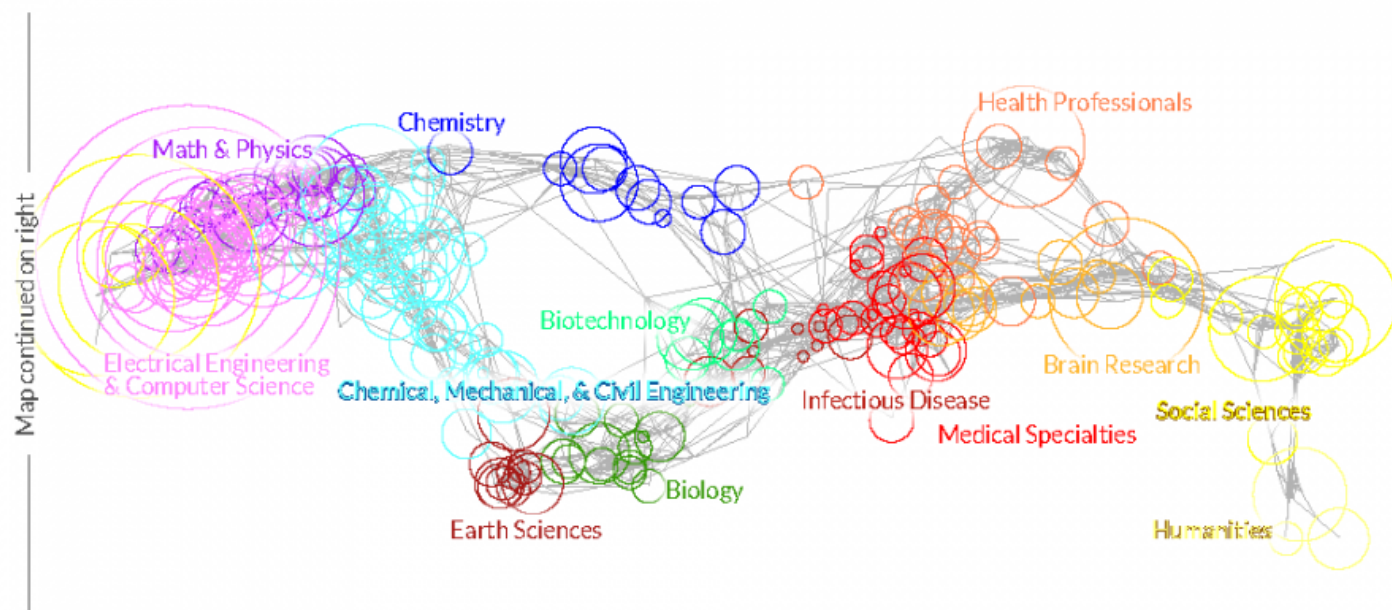 Map continued on right
Health Professionals
Chemistry
Math & Physics
Biotechnology
Electrical Engineering
& Computer Science
Brain Research
Chemical, Mechanical, & Civil Engineering
Infectious Disease
Social Sciences
Medical Specialties
Biology
Earth Sciences
Humanities